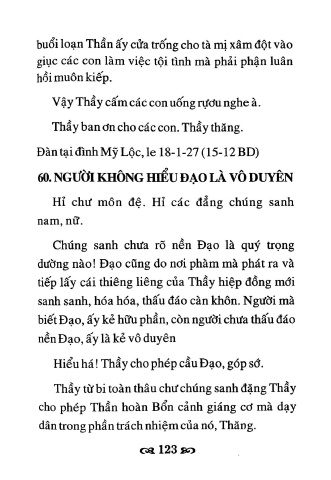 buổi loạn Thần ấy cửa trống cho tà mị xâm đột vào
giục các con làm việc tội tình mà phải phận luân
hồi muôn kiếp.
Vậy Thầy cấm các con uống rượu nghe à.
Thầy ban ơn cho các con. Thầy thăng.
Đàn tại đình Mỹ Lộc, le 18-1-27 (15-12 BD)
60. NGƯỜI KHÔNG HIỂU ĐẠO LÀ VÔ DUYÊN
Hỉ chư môn đệ. Hỉ các đẳng chúng sanh
nam, nữ.
Chúng sanh chưa rõ nền Đạo là quý trọng
dường nào! Đạo cũng do nơi phàm mà phát ra và
tiếp lấy cái thiêng liêng của Thầy hiệp đồng mới
sanh sanh, hóa hóa, thấu đáo càn khôn. Người mà
biết Đạo, ấy kẻ hữu phần, còn người chưa thấu đáo
nền Đạo, ấy là kẻ vô duyên
Hiểu há! Thầy cho phép cầu Đạo, góp sớ.
Thầy từ bi toàn thâu chư chúng sanh đặng Thầy
cho phép Thần hoàn Bổn cảnh giáng cơ mà dạy
dân trong phần trách nhiệm của nó, Thăng.
123